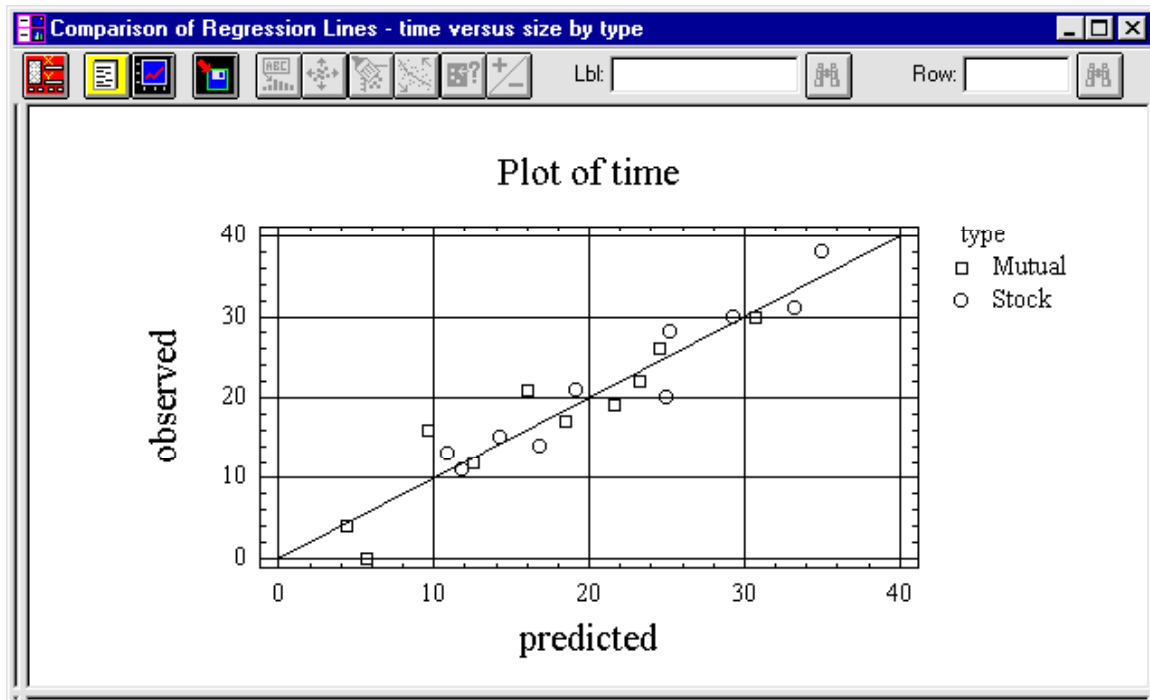 Comparison of Regression Lines - time versus size by type
ABC
Lbl:
Row:
Plot of time
type
Mutual
Stock
observed
40
30
20
10
0
0 10 20 30 40
predicted